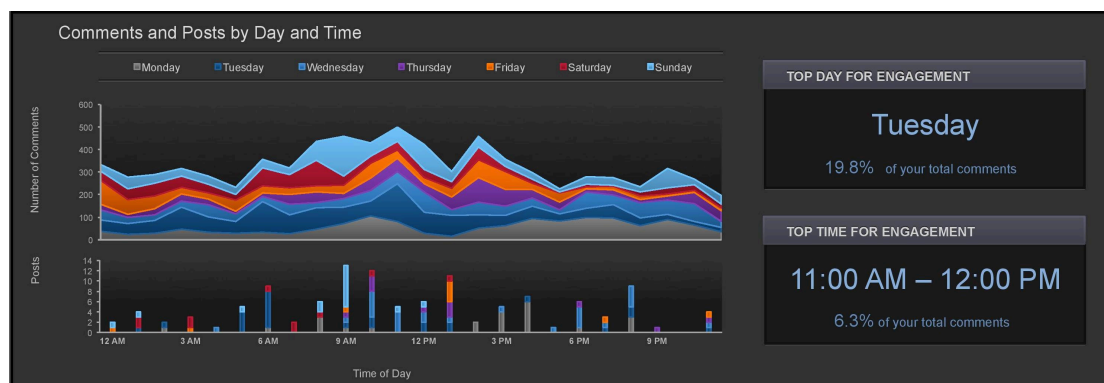 Comments and Posts by Day and Time
Monday Tuesday Wednesday Thursday Friday Saturday Sunday
Number of Comments
600
500
400
300
200
100
0
Posts
14
12
10
8
6
4
2
0
12 AM 3 AM 6 AM 9 AM 12 PM 3 PM 6 PM 9 PM
Time of Day
TOP DAY FOR ENGAGEMENT
Tuesday
19.8% of your total comments
TOP TIME FOR ENGAGEMENT
11:00 AM – 12:00 PM
6.3% of your total comments